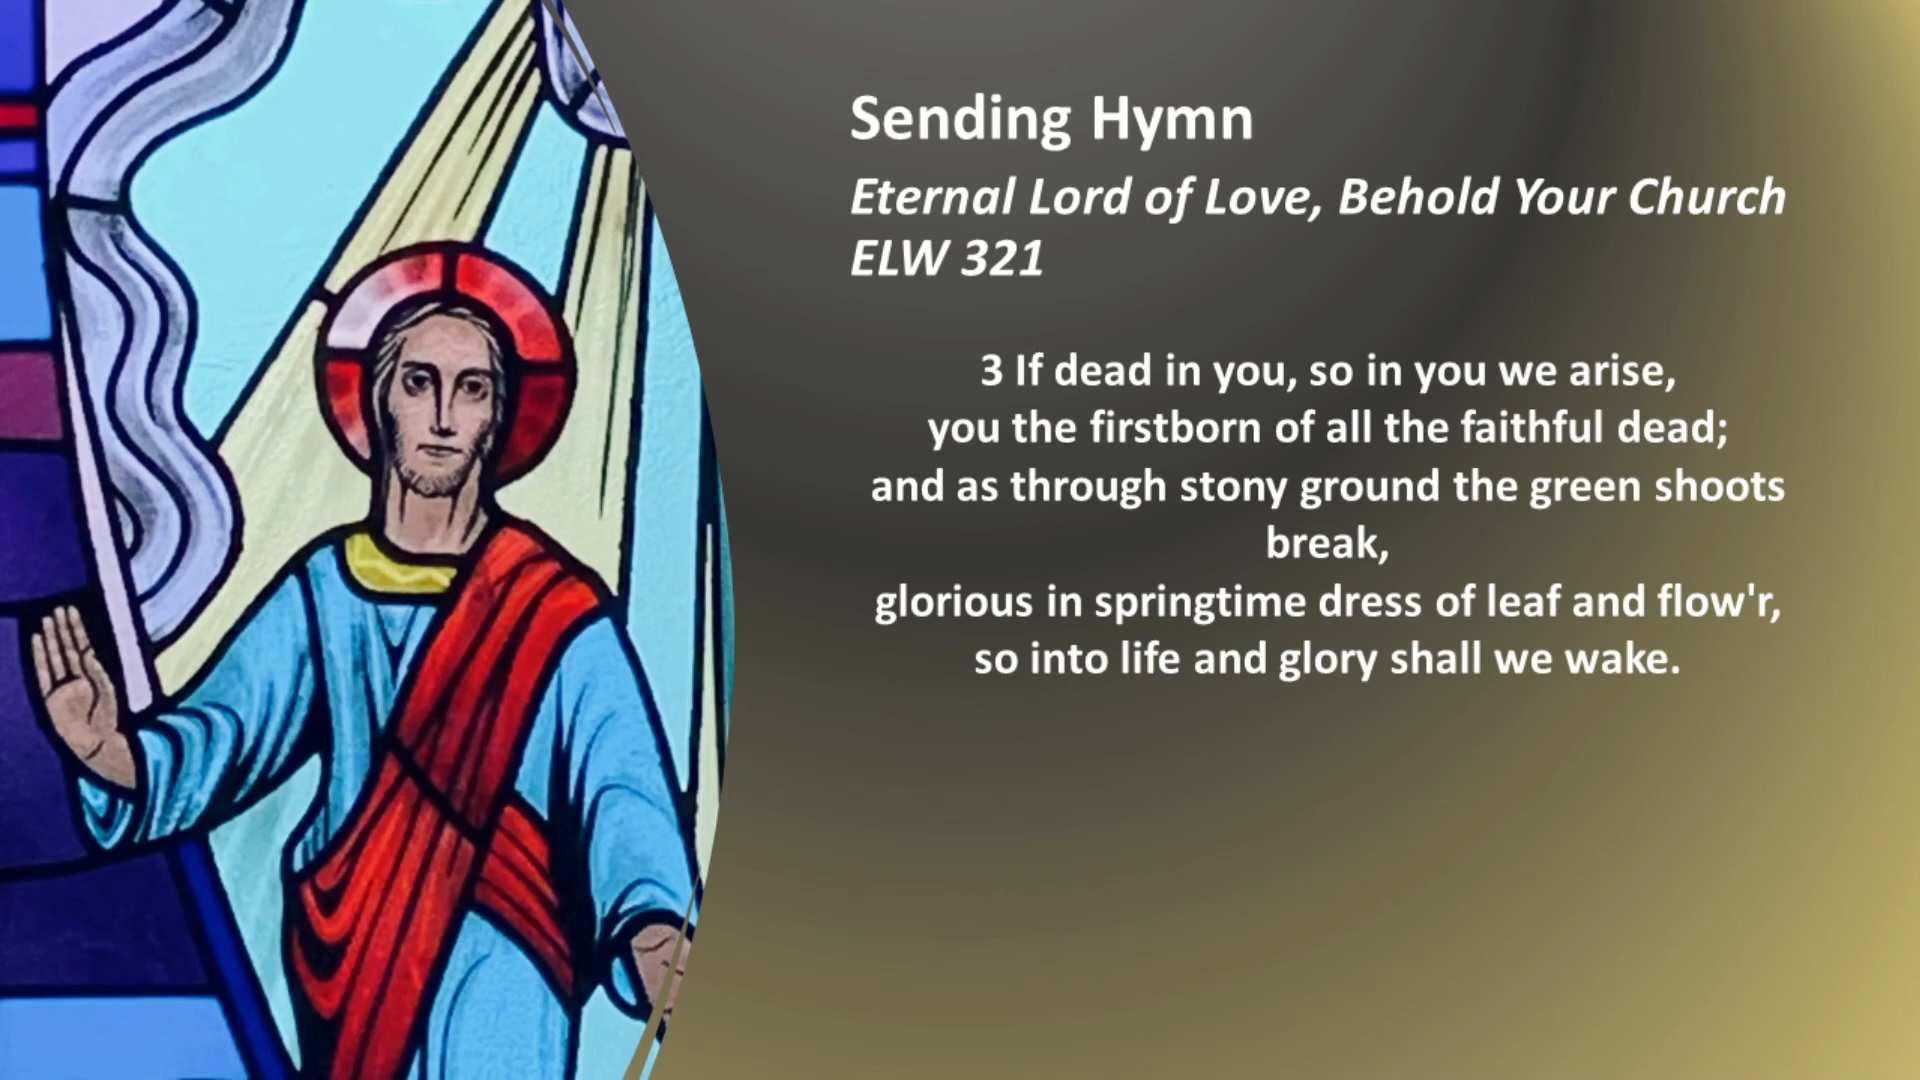 Sending Hymn
Eternal Lord of Love, Behold Your Church
ELW 321
3 If dead in you, so in you we arise,
you the firstborn of all the faithful dead;
and as through stony ground the green shoots
break,
glorious in springtime dress of leaf and flow'r,
so into life and glory shall we wake.